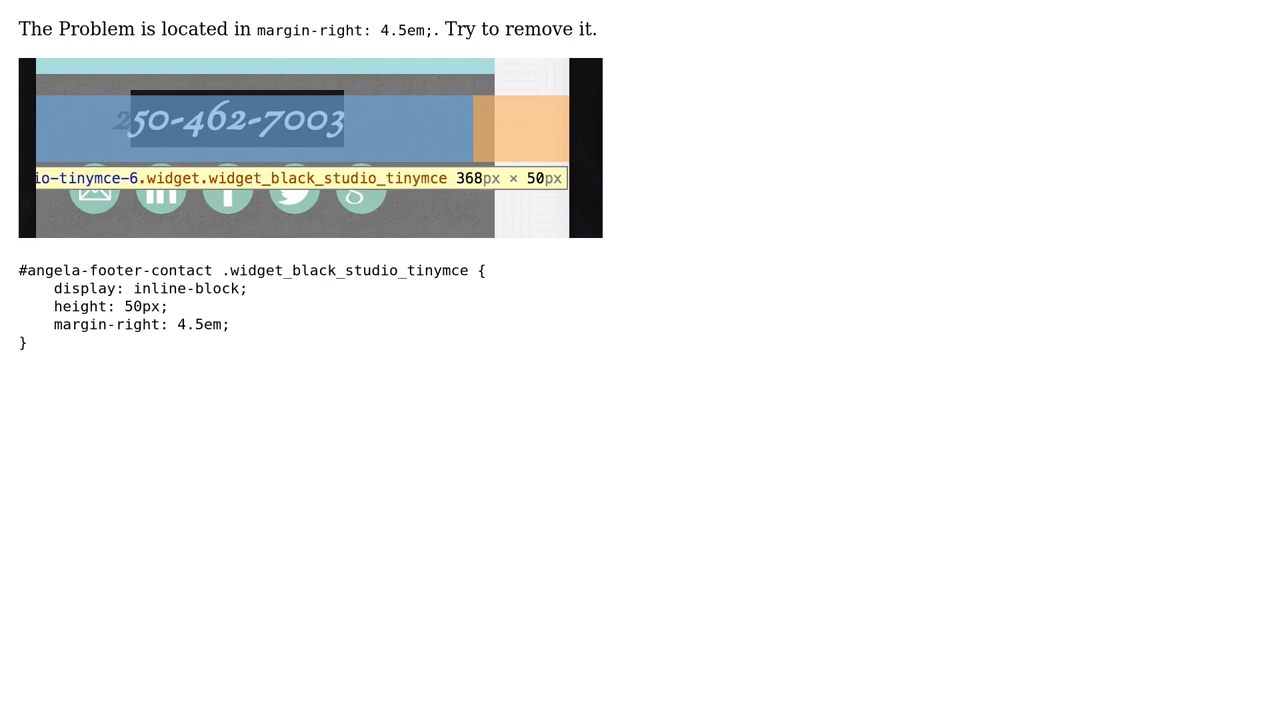 The Problem is located in margin-right: 4.5em;. Try to remove it.
250-462-7003
io-tinymce-6.widget.widget_black_studio_tinymce 368px × 50px
#angela-footer-contact .widget_black_studio_tinymce {
    display: inline-block;
    height: 50px;
    margin-right: 4.5em;
}